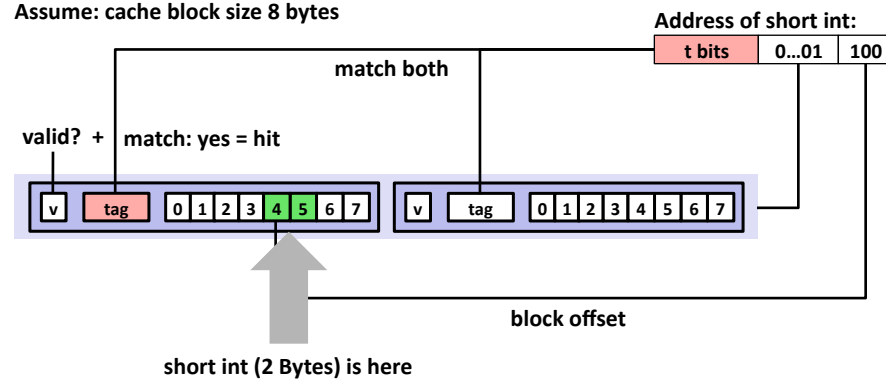 Assume: cache block size 8 bytes
Address of short int:
t bits 0...01 100
match both
valid? + match: yes = hit
v tag 0 1 2 3 4 5 6 7 v tag 0 1 2 3 4 5 6 7
block offset
short int (2 Bytes) is here